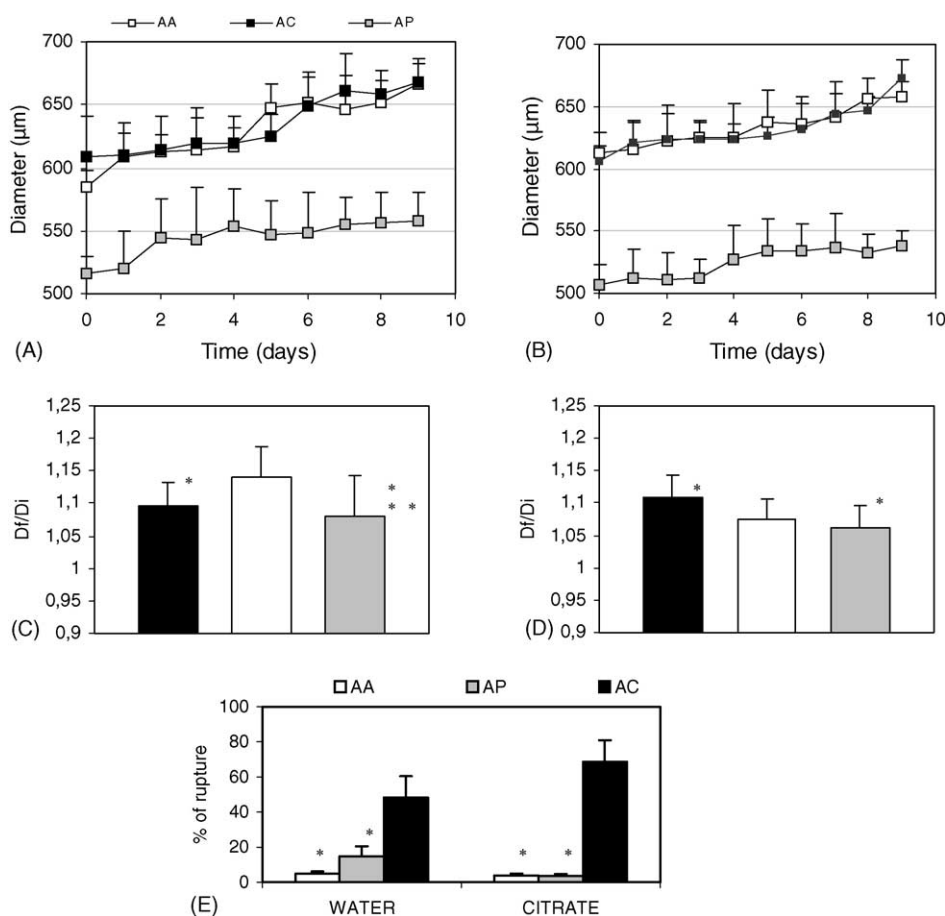 AA AC AP
700
650
600
550
500
Diameter (µm)
0 2 4 6 8 10
Time (days)
(A)
700
650
600
550
500
Diameter (µm)
0 2 4 6 8 10
Time (days)
(B)
1,25
1,2
1,15
1,1
1,05
1
0,95
0,9
Df/Di
*
*
* *
(C)
1,25
1,2
1,15
1,1
1,05
1
0,95
0,9
Df/Di
*
*
(D)
AA AP AC
100
80
60
40
20
0
% of rupture
* * * *
WATER CITRATE
(E)